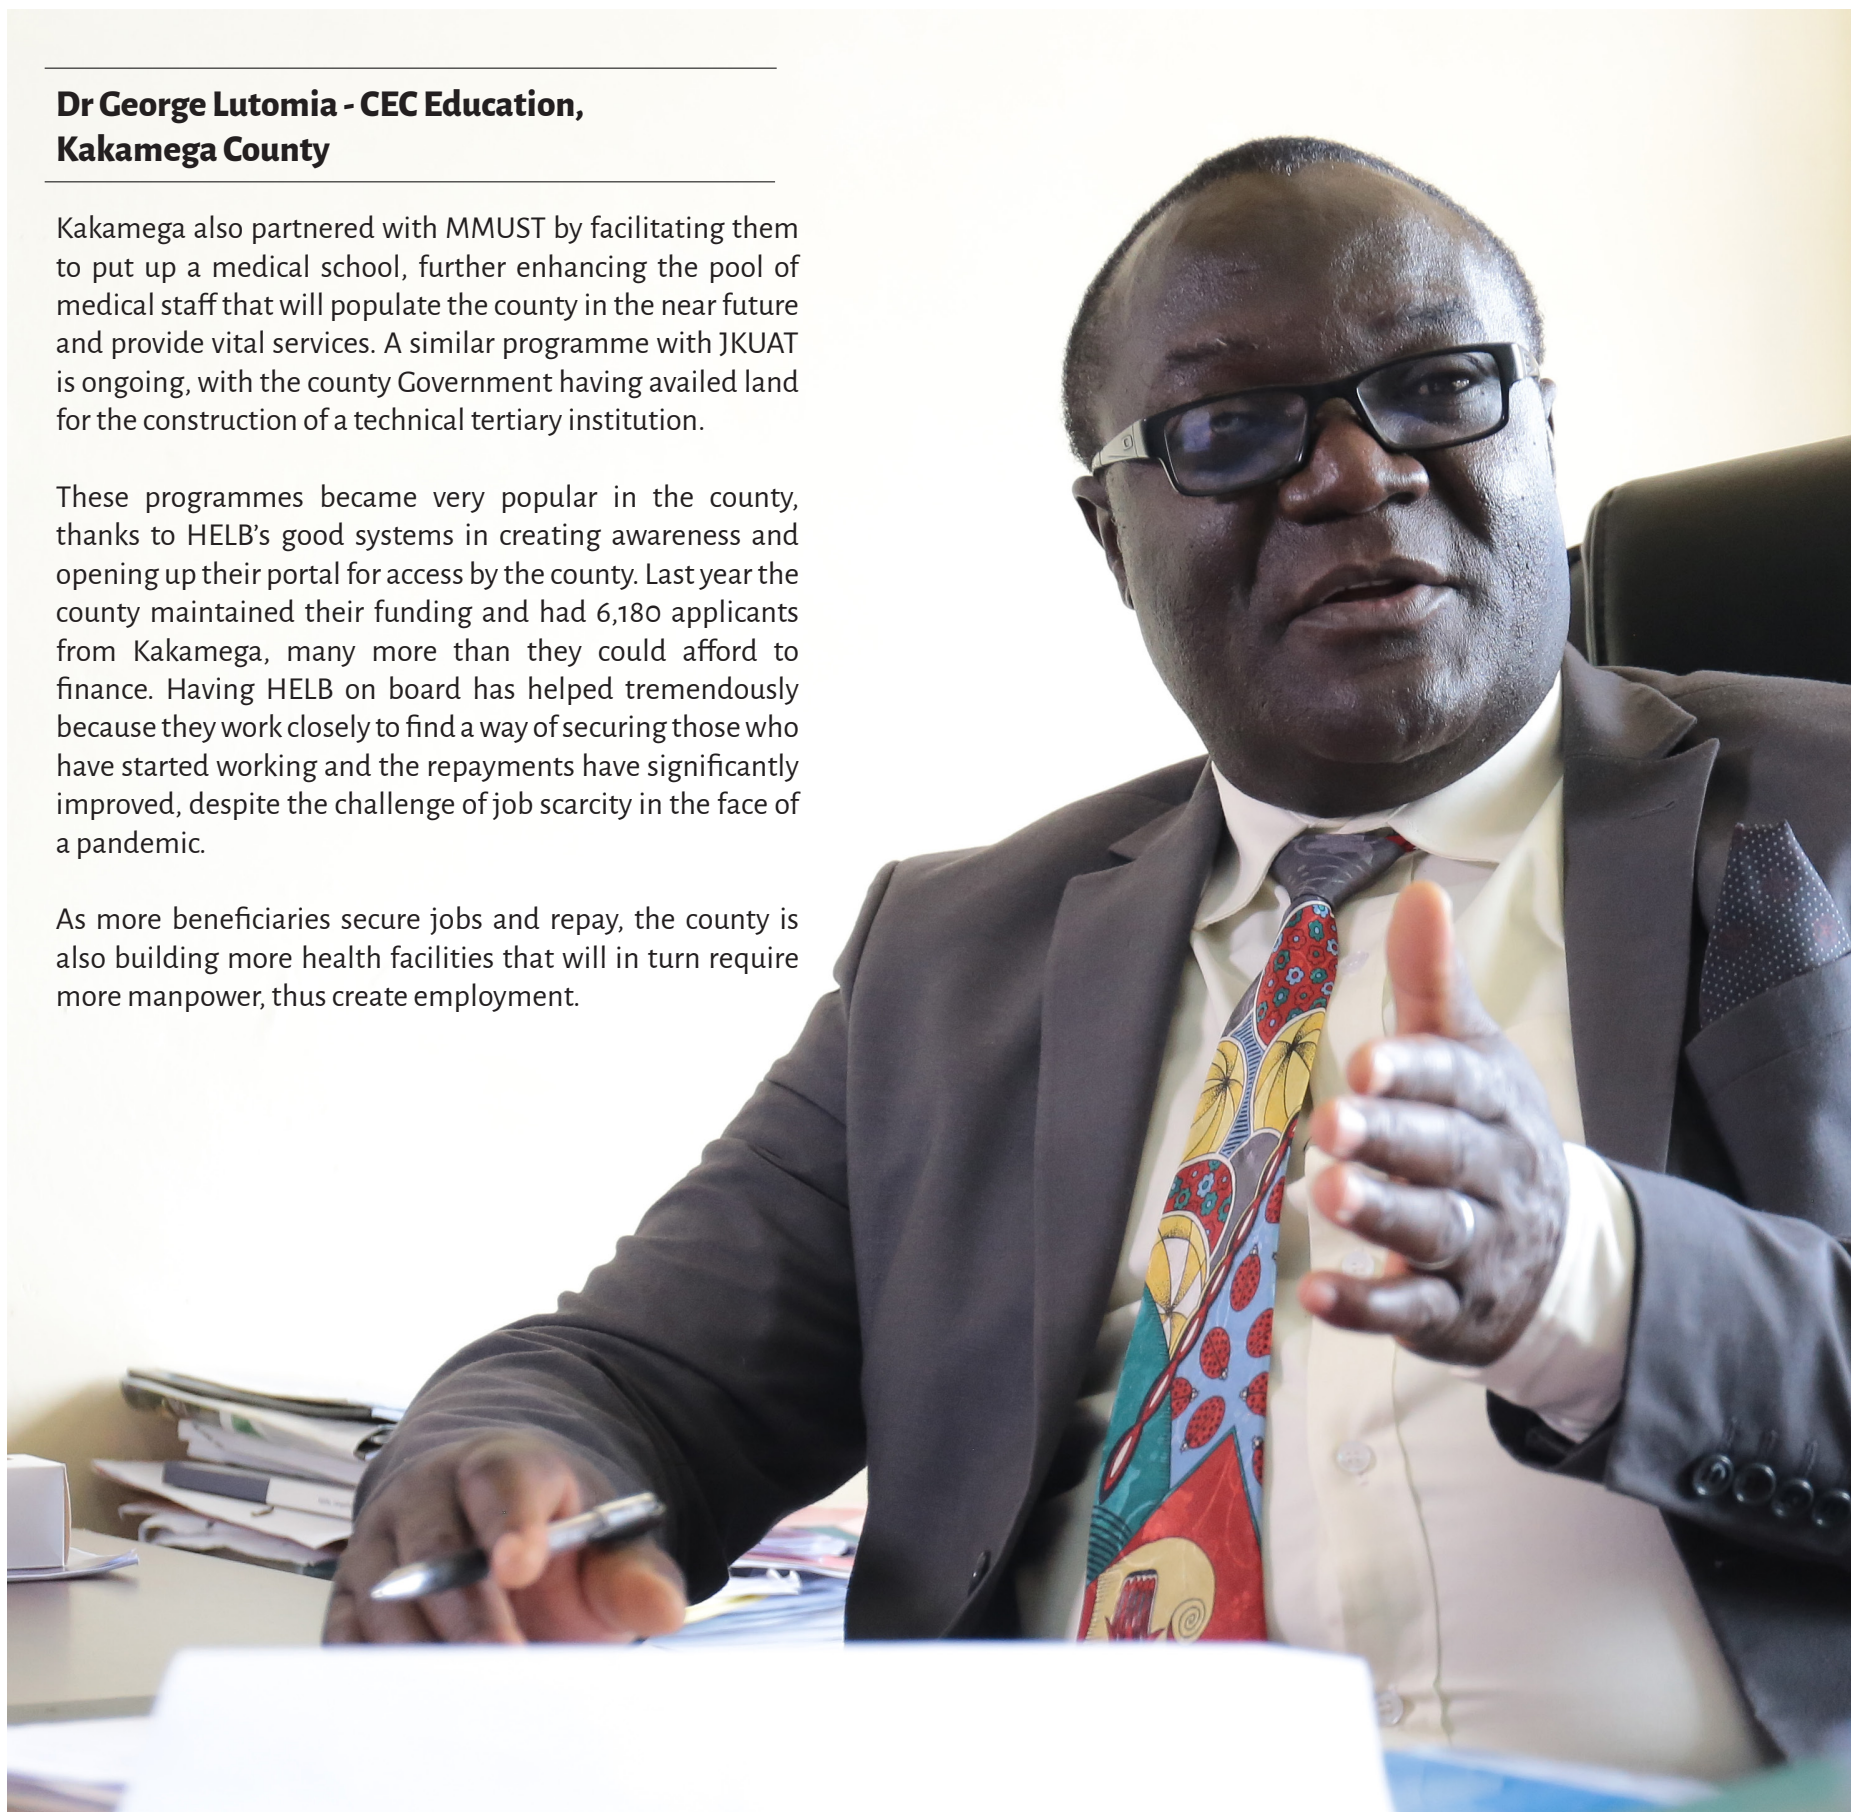 Dr George Lutomia - CEC Education,
Kakamega County
Kakamega also partnered with MMUST by facilitating them
to put up a medical school, further enhancing the pool of
medical staff that will populate the county in the near future
and provide vital services. A similar programme with JKUAT
is ongoing, with the county Government having availed land
for the construction of a technical tertiary institution.
These programmes became very popular in the county,
thanks to HELB’s good systems in creating awareness and
opening up their portal for access by the county. Last year the
county maintained their funding and had 6,180 applicants
from Kakamega, many more than they could afford to
finance. Having HELB on board has helped tremendously
because they work closely to find a way of securing those who
have started working and the repayments have significantly
improved, despite the challenge of job scarcity in the face of
a pandemic.
As more beneficiaries secure jobs and repay, the county is
also building more health facilities that will in turn require
more manpower, thus create employment.